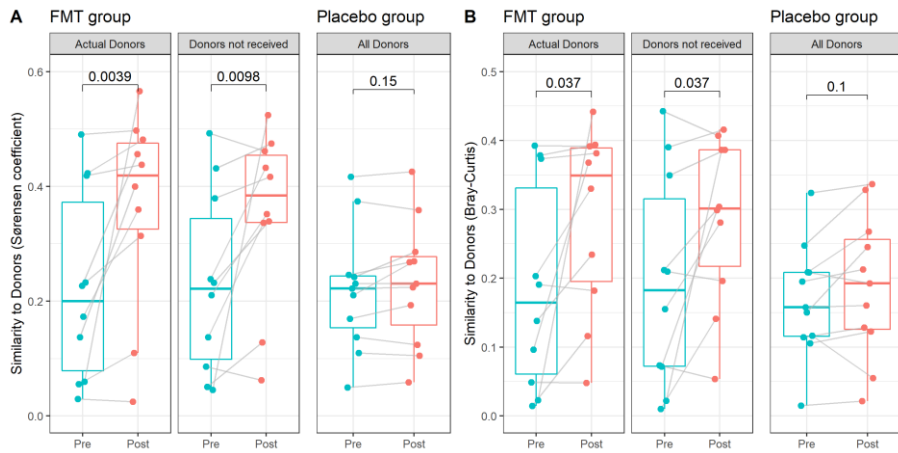 A
FMT group
Placebo group
Actual Donors
Donors not received
All Donors
0.0039
0.0098
0.15
Similarity to Donors (Sørensen coefficient)
0.6
0.4
0.2
0.0
Pre
Post
Pre
Post
Pre
Post
B
FMT group
Placebo group
Actual Donors
Donors not received
All Donors
0.037
0.037
0.1
Similarity to Donors (Bray-Curtis)
0.5
0.4
0.3
0.2
0.1
0.0
Pre
Post
Pre
Post
Pre
Post